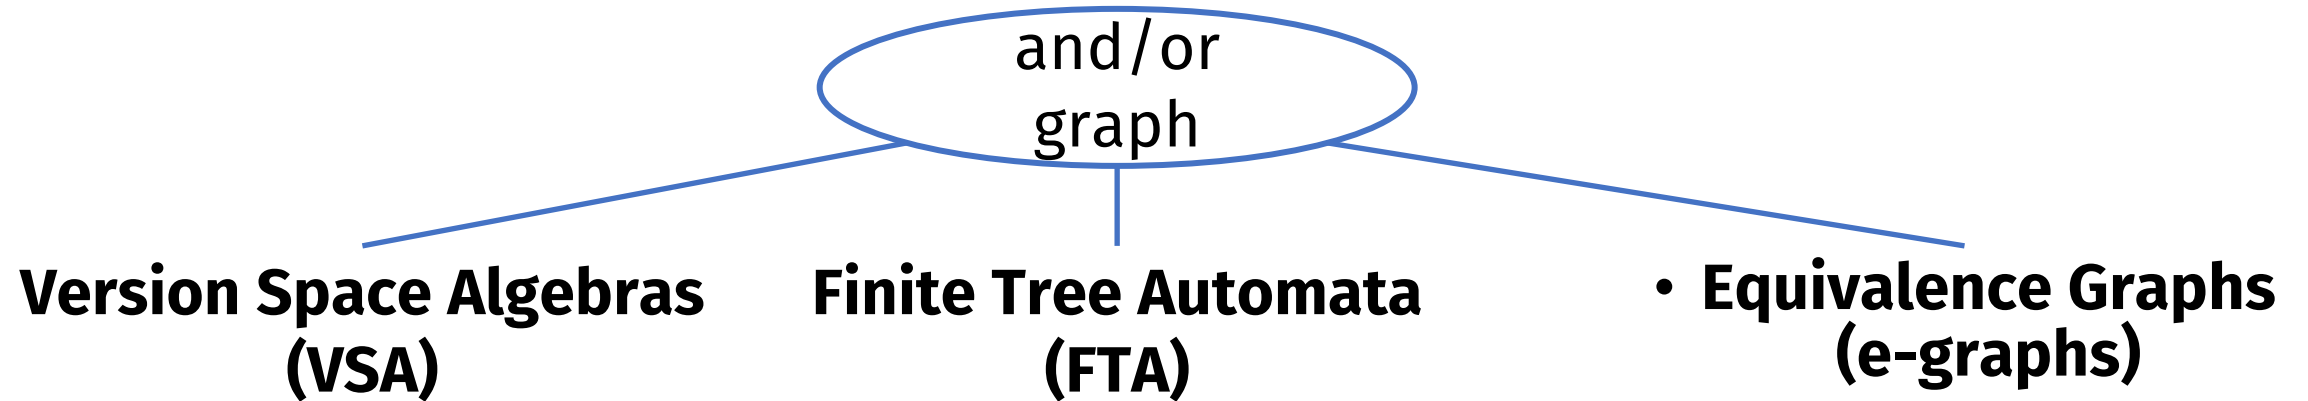 and/or
graph
Version Space Algebras
(VSA)
Finite Tree Automata
(FTA)
• Equivalence Graphs
(e-graphs)